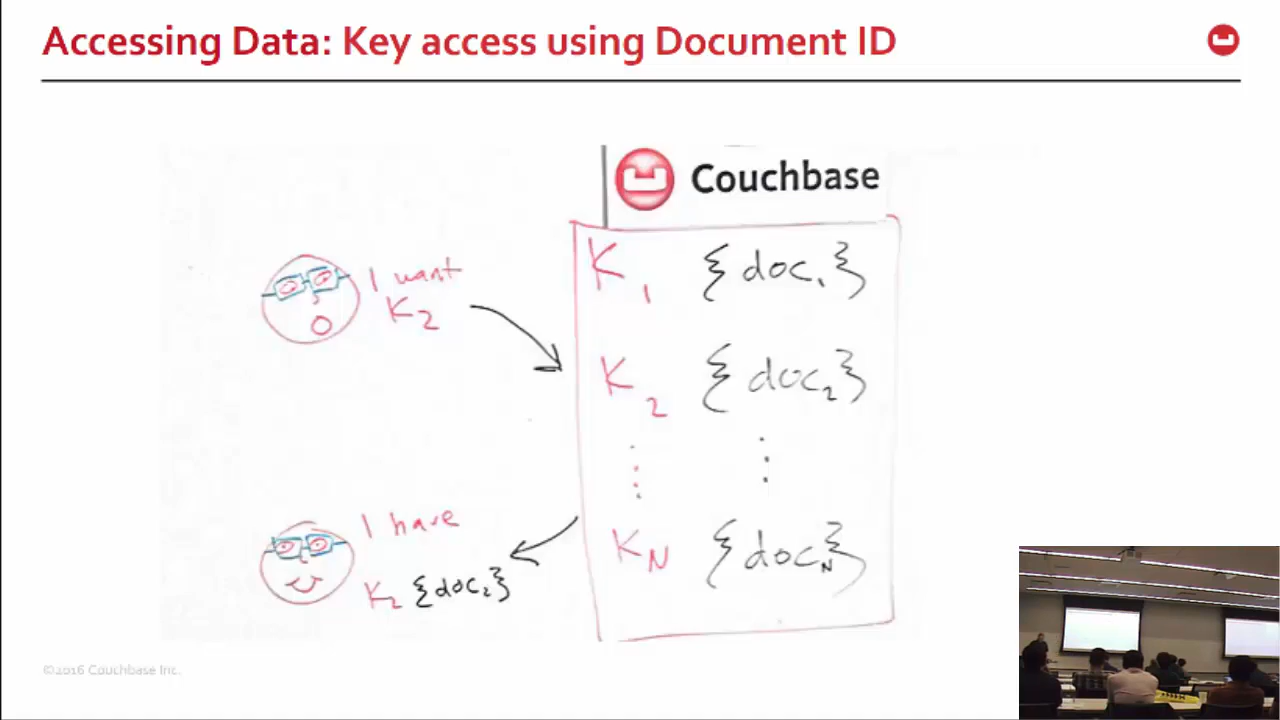 Accessing Data: Key access using Document ID
Couchbase
K1 {doc1}
I want
K2
K2 {doc2}
⋮ ⋮
KN {docN}
I have
K2 {doc2}
©2016 Couchbase Inc.